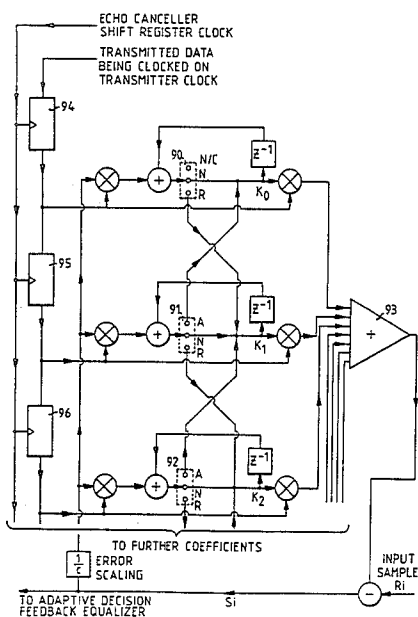 ECHO CANCELLER
SHIFT REGISTER CLOCK
TRANSMITTED DATA
BEING CLOCKED ON
TRANSMITTER CLOCK
94
90
N/C
N
R
z⁻¹
K₀
95
91
A
N
R
z⁻¹
K₁
93
+
96
92
A
N
R
z⁻¹
K₂
TO FURTHER COEFFICIENTS
1/c
ERROR
SCALING
INPUT
SAMPLE
Ri
Si
TO ADAPTIVE DECISION
FEEDBACK EQUALIZER